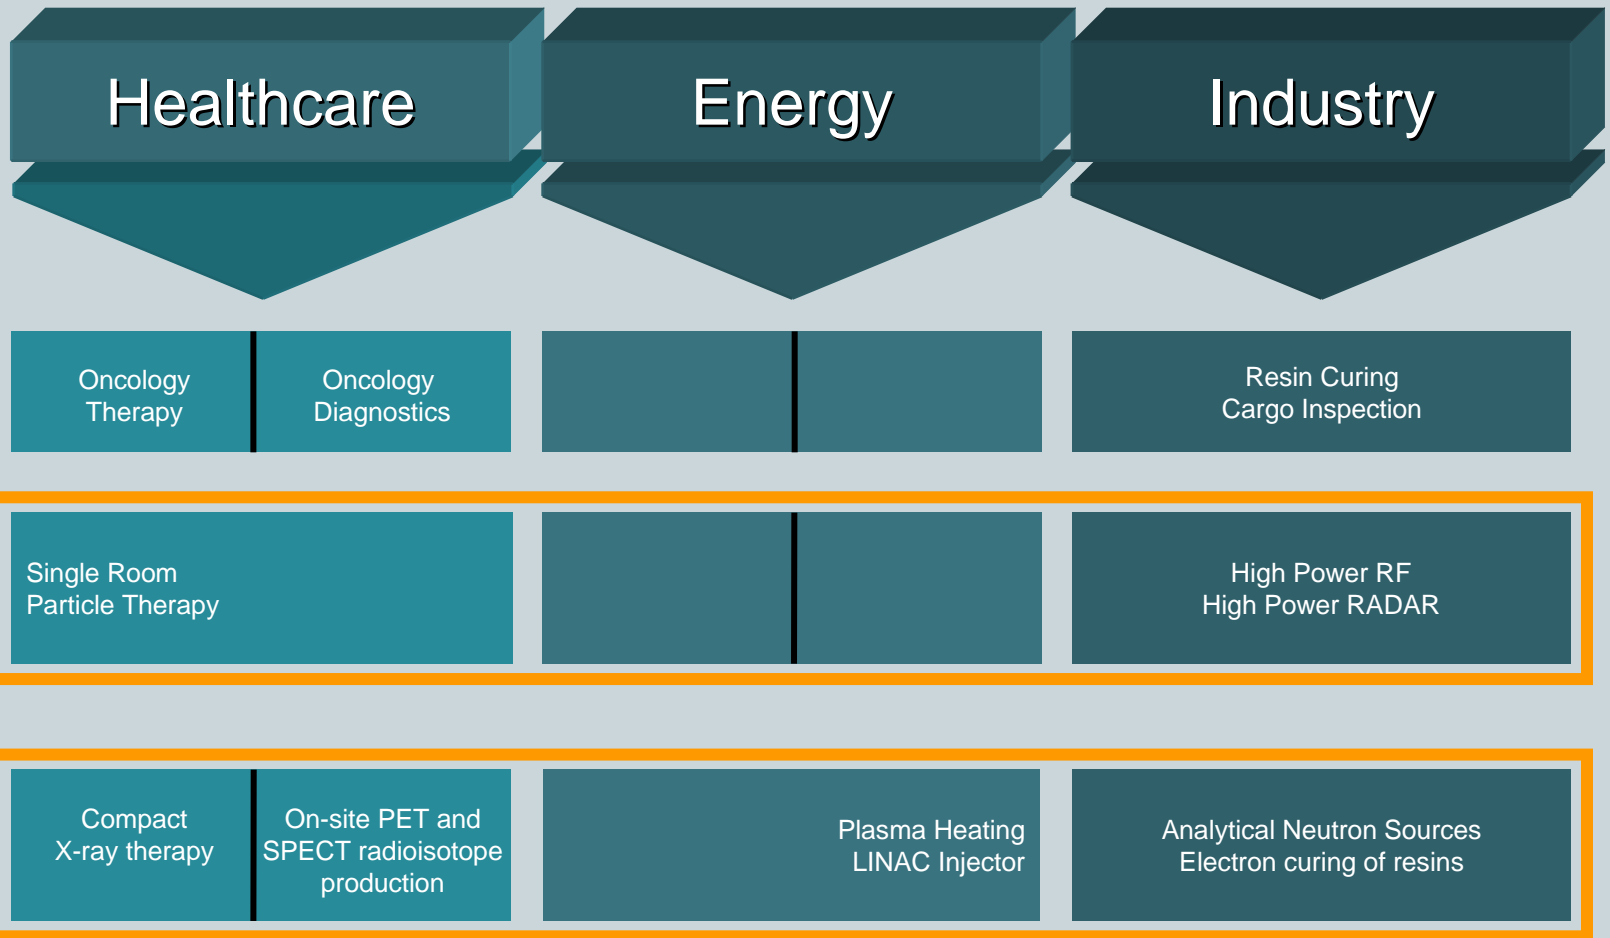 Healthcare
Energy
Industry
Oncology
Therapy
Oncology
Diagnostics
Resin Curing
Cargo Inspection
Single Room
Particle Therapy
High Power RF
High Power RADAR
Compact
X-ray therapy
On-site PET and
SPECT radioisotope
production
Plasma Heating
LINAC Injector
Analytical Neutron Sources
Electron curing of resins